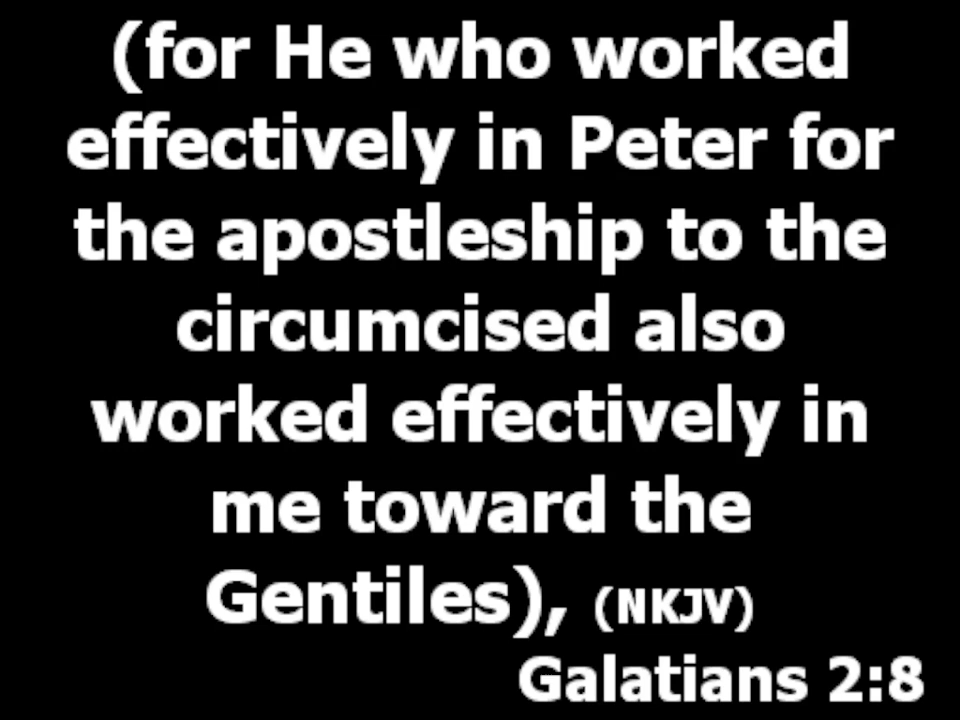 (for He who worked
effectively in Peter for
the apostleship to the
circumcised also
worked effectively in
me toward the
Gentiles), (NKJV)
Galatians 2:8